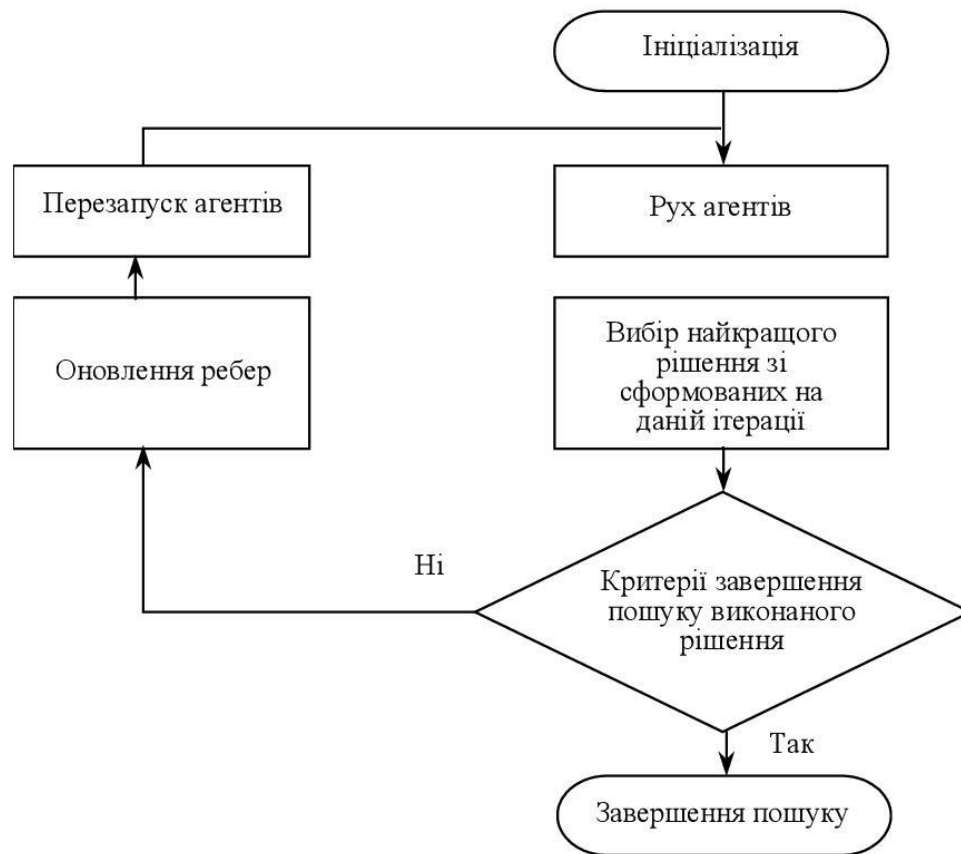 Ініціалізація
Перезапуск агентів
Рух агентів
Оновлення ребер
Вибір найкращого
рішення зі
сформованих на
даній ітерації
Ні
Критерії завершення
пошуку виконаного
рішення
Так
Завершення пошуку